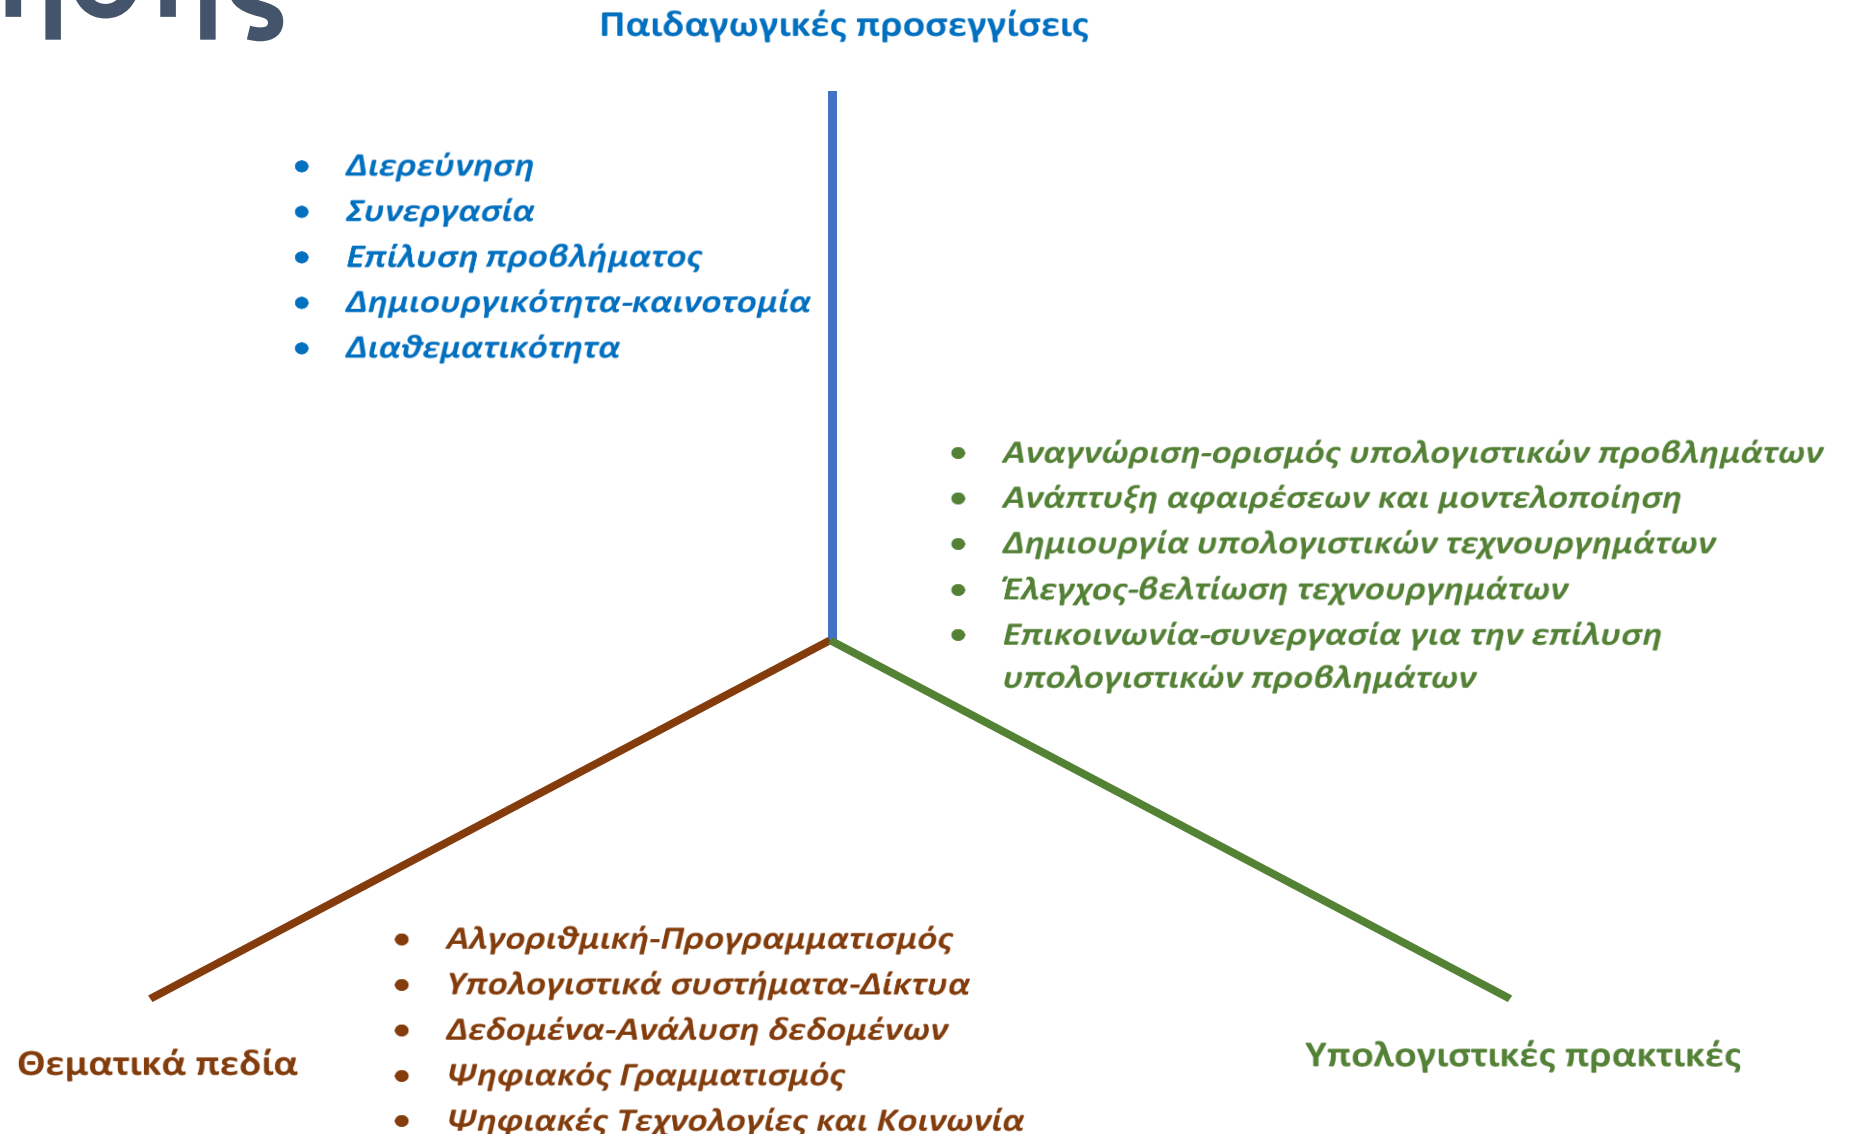 Παιδαγωγικές προσεγγίσεις
• Διερεύνηση
• Συνεργασία
• Επίλυση προβλήματος
• Δημιουργικότητα-καινοτομία
• Διαθεματικότητα
• Αναγνώριση-ορισμός υπολογιστικών προβλημάτων
• Ανάπτυξη αφαιρέσεων και μοντελοποίηση
• Δημιουργία υπολογιστικών τεχνουργημάτων
• Έλεγχος-βελτίωση τεχνουργημάτων
• Επικοινωνία-συνεργασία για την επίλυση
υπολογιστικών προβλημάτων
• Αλγοριθμική-Προγραμματισμός
• Υπολογιστικά συστήματα-Δίκτυα
• Δεδομένα-Ανάλυση δεδομένων
• Ψηφιακός Γραμματισμός
• Ψηφιακές Τεχνολογίες και Κοινωνία
Θεματικά πεδία
Υπολογιστικές πρακτικές